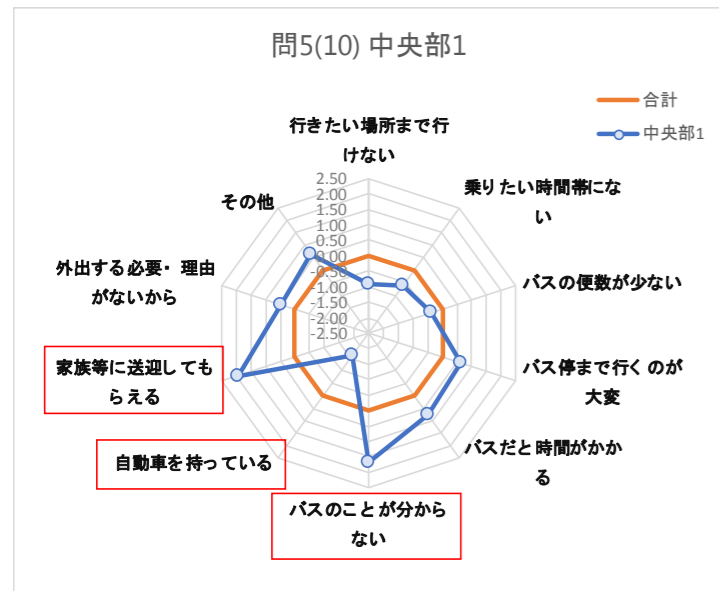 問5(10) 中央部1
合計
中央部1
行きたい場所まで行
けない
乗りたい時間帯にな
い
バスの便数が少ない
バス停まで行くのが
大変
バスだと時間がかか
る
バスのことが分から
ない
自動車を持っている
家族等に送迎しても
らえる
外出する必要・理由
がないから
その他
2.50
2.00
1.50
1.00
0.50
0.00
-0.50
-1.00
-1.50
-2.00
-2.50